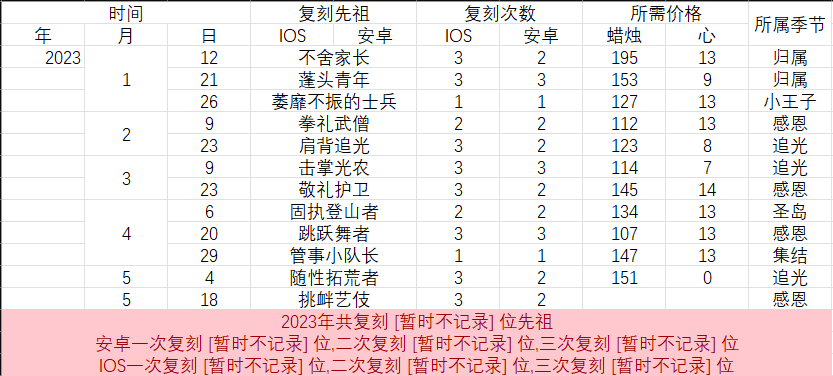 时间 复刻先祖 复刻次数 所需价格 所属季节
年 月 日 IOS 安卓 IOS 安卓 蜡烛 心
2023 1 12 不舍家长 3 2 195 13 归属
21 蓬头青年 3 3 153 9 归属
26 萎靡不振的士兵 1 1 127 13 小王子
2 9 拳礼武僧 2 2 112 13 感恩
23 肩背追光 3 2 123 8 追光
3 9 击掌光农 3 3 114 7 追光
23 敬礼护卫 3 2 145 14 感恩
4 6 固执登山者 2 2 134 13 圣岛
20 跳跃舞者 3 3 107 13 感恩
29 管事小队长 1 1 147 13 集结
5 4 随性拓荒者 3 2 151 0 追光
5 18 挑衅艺伎 3 2 感恩
2023年共复刻 [暂时不记录] 位先祖
安卓一次复刻 [暂时不记录] 位,二次复刻 [暂时不记录] 位,三次复刻 [暂时不记录] 位
IOS一次复刻 [暂时不记录] 位,二次复刻 [暂时不记录] 位,三次复刻 [暂时不记录] 位